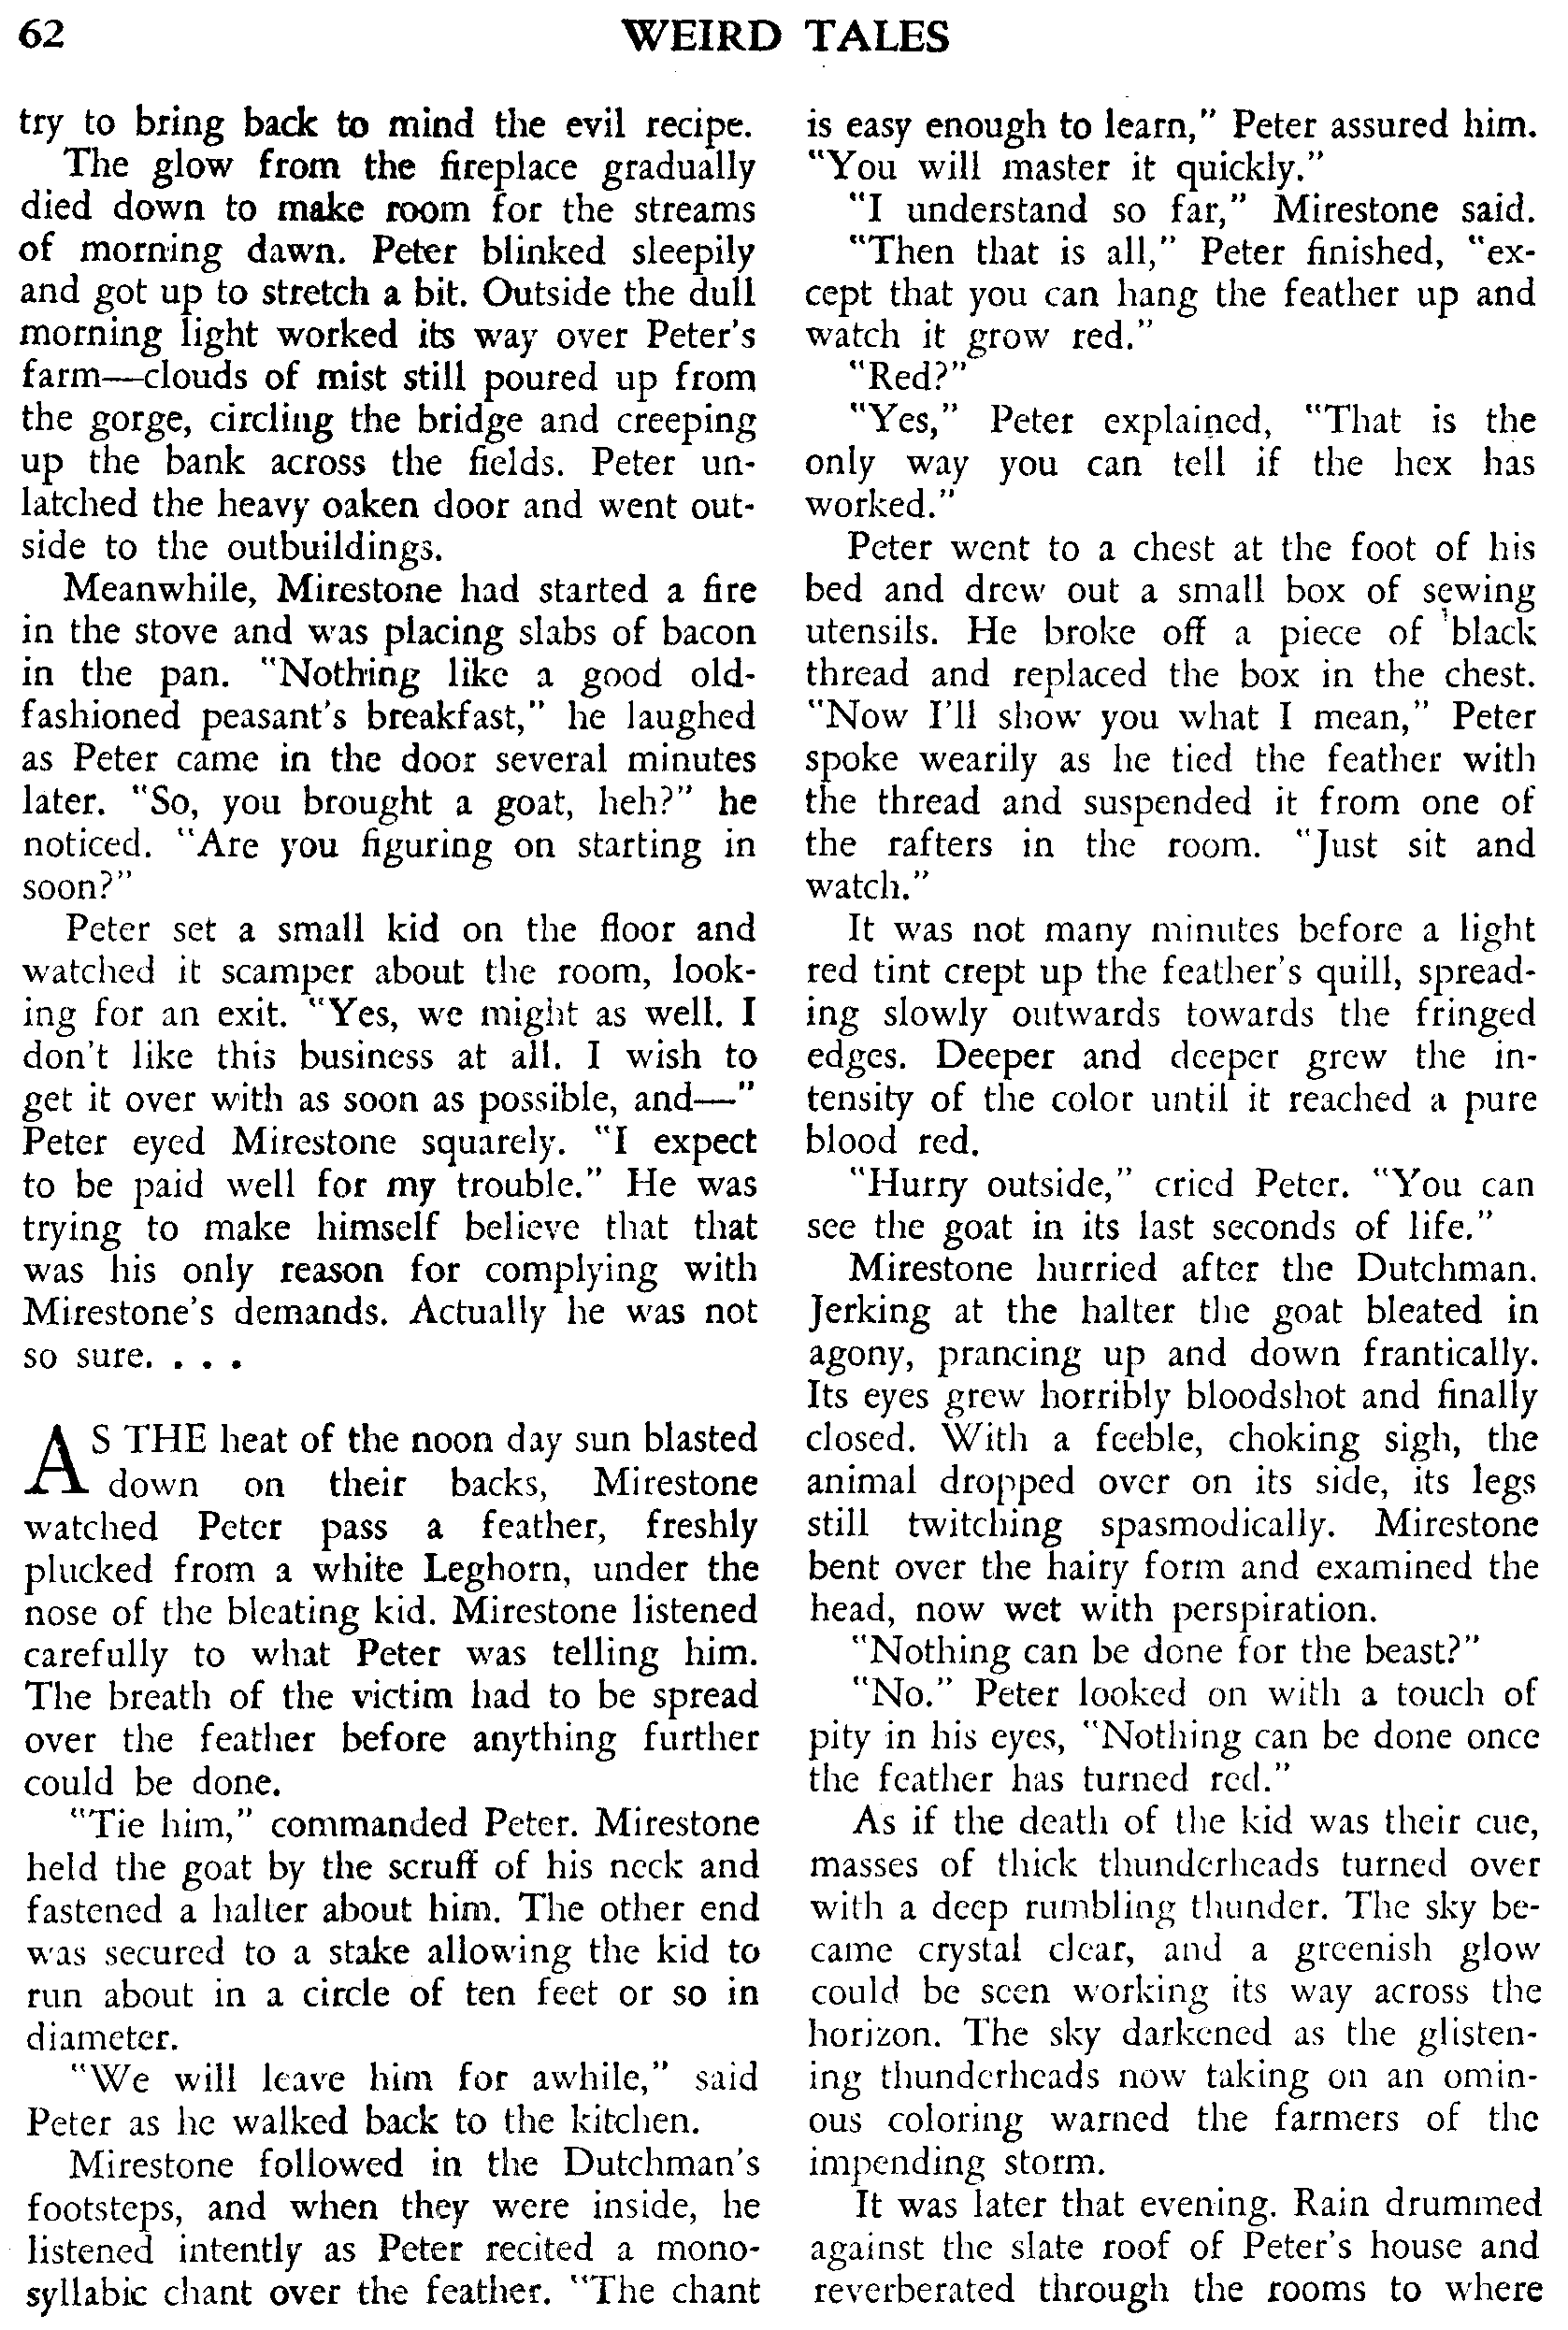 62
WEIRD TALES
try to bring back to mind the evil recipe.
The glow from the fireplace gradually
died down to make room for the streams
of morning dawn. Peter blinked sleepily
and got up to stretch a bit. Outside the dull
morning light worked its way over Peter's
farm—clouds of mist still poured up from
the gorge, circling the bridge and creeping
up the bank across the fields. Peter un-
latched the heavy oaken door and went out-
side to the outbuildings.
Meanwhile, Mirestone had started a fire
in the stove and was placing slabs of bacon
in the pan. "Nothing like a good old-
fashioned peasant's breakfast," he laughed
as Peter came in the door several minutes
later. "So, you brought a goat, heh?" he
noticed. "Are you figuring on starting in
soon?"
Peter set a small kid on the floor and
watched it scamper about the room, look-
ing for an exit. "Yes, we might as well. I
don't like this business at all. I wish to
get it over with as soon as possible, and—"
Peter eyed Mirestone squarely. "I expect
to be paid well for my trouble." He was
trying to make himself believe that that
was his only reason for complying with
Mirestone's demands. Actually he was not
so sure. . . .
AS THE heat of the noon day sun blasted
down on their backs, Mirestone
watched Peter pass a feather, freshly
plucked from a white Leghorn, under the
nose of the bleating kid. Mirestone listened
carefully to what Peter was telling him.
The breath of the victim had to be spread
over the feather before anything further
could be done.
"Tie him," commanded Peter. Mirestone
held the goat by the scruff of his neck and
fastened a halter about him. The other end
was secured to a stake allowing the kid to
run about in a circle of ten feet or so in
diameter.
"We will leave him for awhile," said
Peter as he walked back to the kitchen.
Mirestone followed in the Dutchman's
footsteps, and when they were inside, he
listened intently as Peter recited a mono-
syllabic chant over the feather. "The chant
is easy enough to learn," Peter assured him.
"You will master it quickly."
"I understand so far," Mirestone said.
"Then that is all," Peter finished, "ex-
cept that you can hang the feather up and
watch it grow red."
"Red?"
"Yes," Peter explained, "That is the
only way you can tell if the hex has
worked."
Peter went to a chest at the foot of his
bed and drew out a small box of sewing
utensils. He broke off a piece of black
thread and replaced the box in the chest.
"Now I'll show you what I mean," Peter
spoke wearily as he tied the feather with
the thread and suspended it from one of
the rafters in the room. "Just sit and
watch."
It was not many minutes before a light
red tint crept up the feather's quill, spread-
ing slowly outwards towards the fringed
edges. Deeper and deeper grew the in-
tensity of the color until it reached a pure
blood red.
"Hurry outside," cried Peter. "You can
see the goat in its last seconds of life."
Mirestone hurried after the Dutchman.
Jerking at the halter the goat bleated in
agony, prancing up and down frantically.
Its eyes grew horribly bloodshot and finally
closed. With a feeble, choking sigh, the
animal dropped over on its side, its legs
still twitching spasmodically. Mirestone
bent over the hairy form and examined the
head, now wet with perspiration.
"Nothing can be done for the beast?"
"No." Peter looked on with a touch of
pity in his eyes, "Nothing can be done once
the feather has turned red."
As if the death of the kid was their cue,
masses of thick thunderheads turned over
with a deep rumbling thunder. The sky be-
came crystal clear, and a greenish glow
could be seen working its way across the
horizon. The sky darkened as the glisten-
ing thunderheads now taking on an omin-
ous coloring warned the farmers of the
impending storm.
It was later that evening. Rain drummed
against the slate roof of Peter's house and
reverberated through the rooms to where